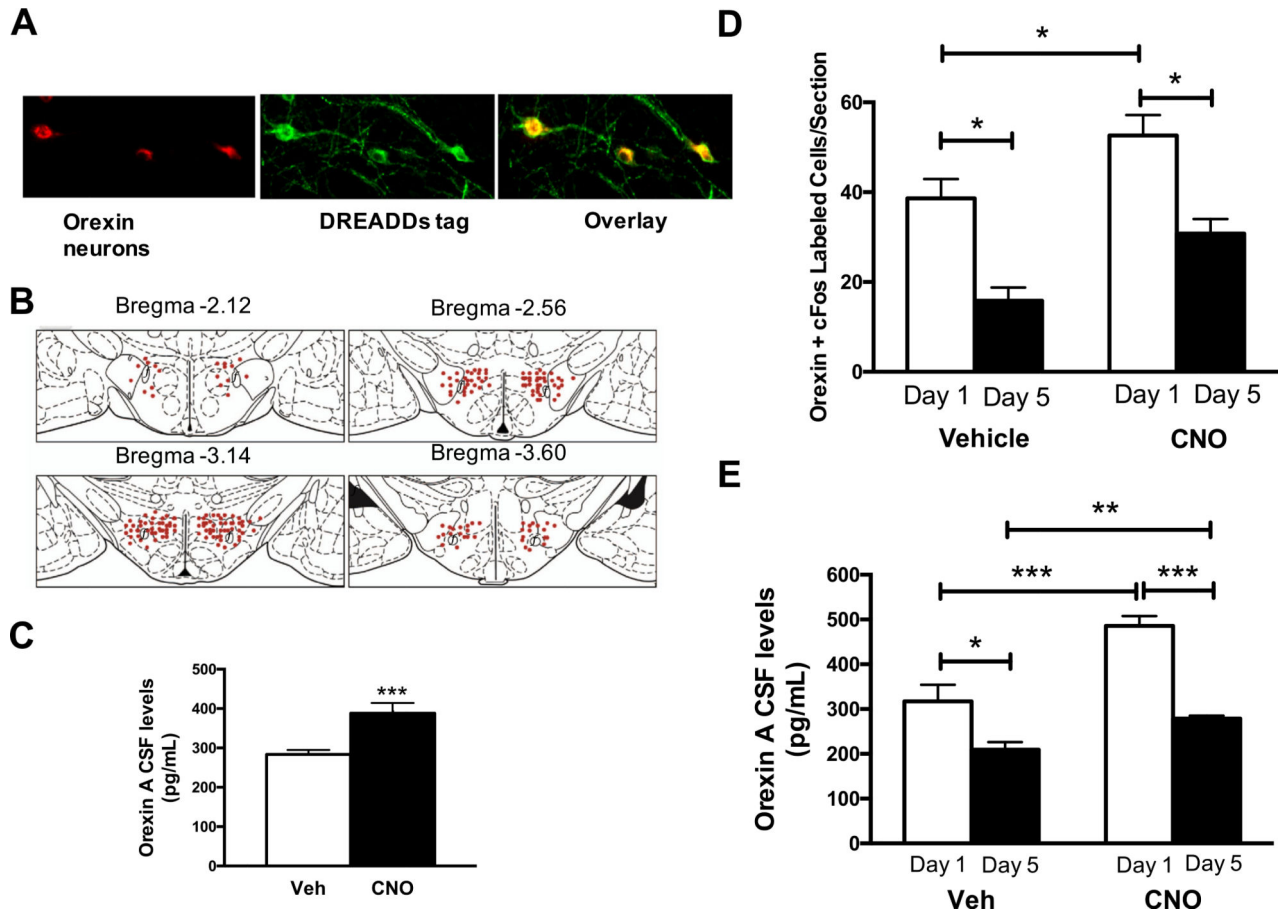 A
Orexin
neurons
DREADDs tag
Overlay
B
Bregma -2.12
Bregma -2.56
Bregma -3.14
Bregma -3.60
C
Orexin A CSF levels
(pg/mL)
500
400
300
200
100
0
***
Veh
CNO
D
Orexin + cFos Labeled Cells/Section
60
40
20
0
*
*
*
Day 1
Day 5
Day 1
Day 5
Vehicle
CNO
E
Orexin A CSF levels
(pg/mL)
600
500
400
300
200
100
0
**
***
***
*
Day 1
Day 5
Day 1
Day 5
Veh
CNO